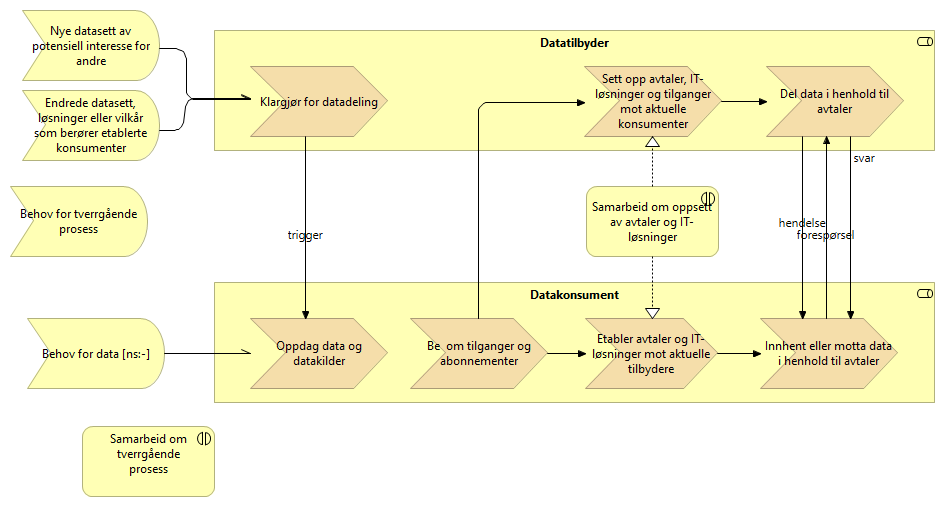 Nye datasett av
potensiell interesse for
andre
Endrede datasett,
løsninger eller vilkår
som berører etablerte
konsumenter
Datatilbyder
Klargjør for datadeling
Sett opp avtaler, IT-
løsninger og tilganger
mot aktuelle
konsumenter
Del data i henhold til
avtaler
svar
Behov for tverrgående
prosess
trigger
Samarbeid om oppsett
av avtaler og IT-
løsninger
hendelse
forespørsel
Datakonsument
Behov for data [ns:-]
Oppdag data og
datakilder
Be om tilganger og
abonnementer
Etabler avtaler og IT-
løsninger mot aktuelle
tilbydere
Innhent eller motta data
i henhold til avtaler
Samarbeid om
tverrgående
prosess